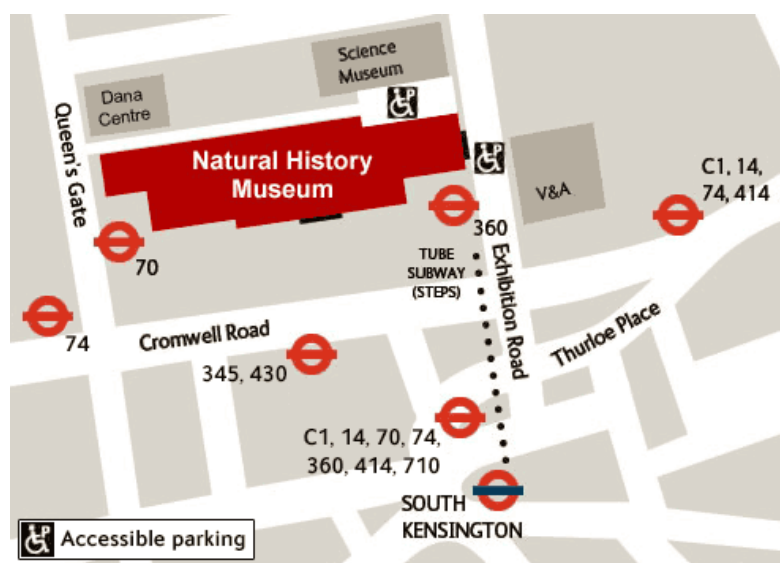 Science
Museum
Dana
Centre
P
Queen's Gate
Natural History
Museum
P
C1, 14,
74, 414
V&A
360
70
TUBE
SUBWAY
(STEPS)
Exhibition Road
74
Cromwell Road
Thurloe Place
345, 430
C1, 14, 70, 74,
360, 414, 710
SOUTH
KENSINGTON
P
Accessible parking